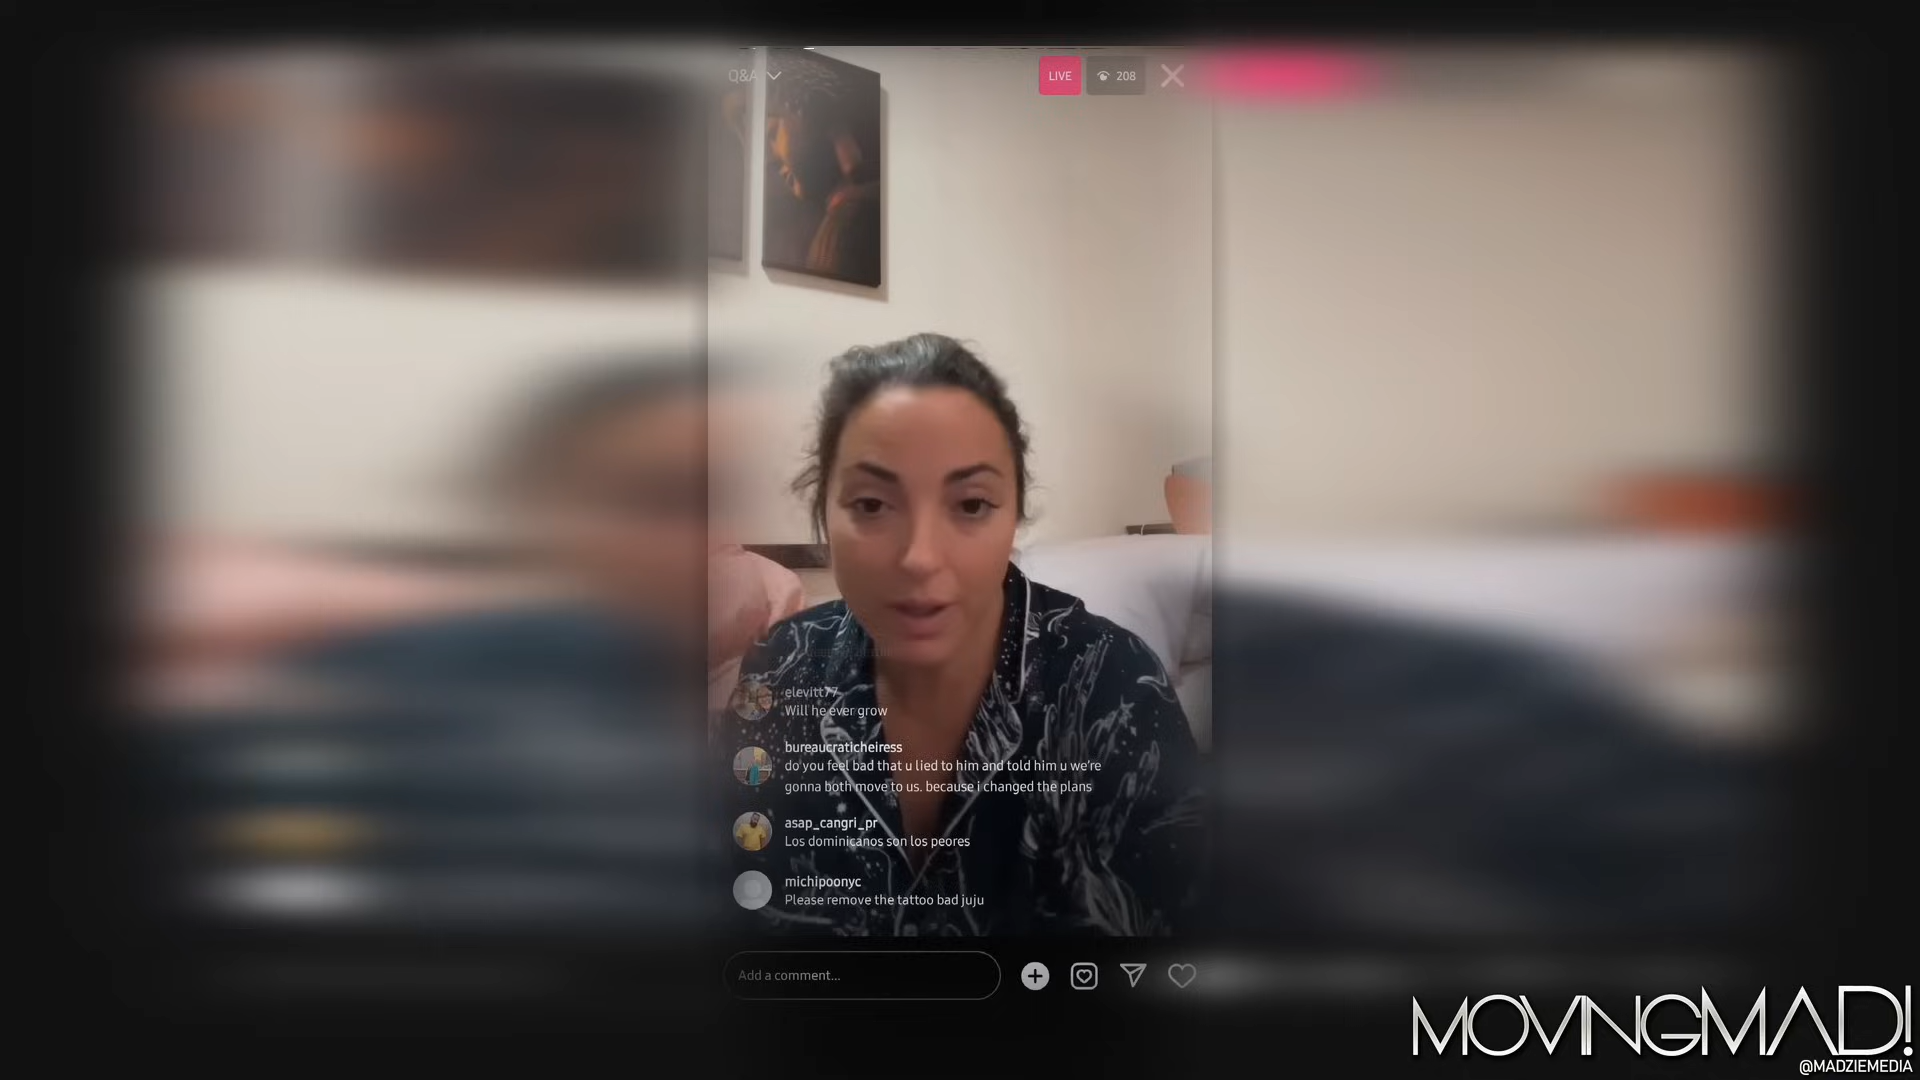 Q&A
LIVE
208
elevitt77
Will he ever grow
bureaucraticheiress
do you feel bad that u lied to him and told him u we're
gonna both move to us. because i changed the plans
asap_cangri_pr
Los dominicanos son los peores
michipoonyc
Please remove the tattoo bad juju
Add a comment...
MOVINGMAD!
@MADZIEMEDIA